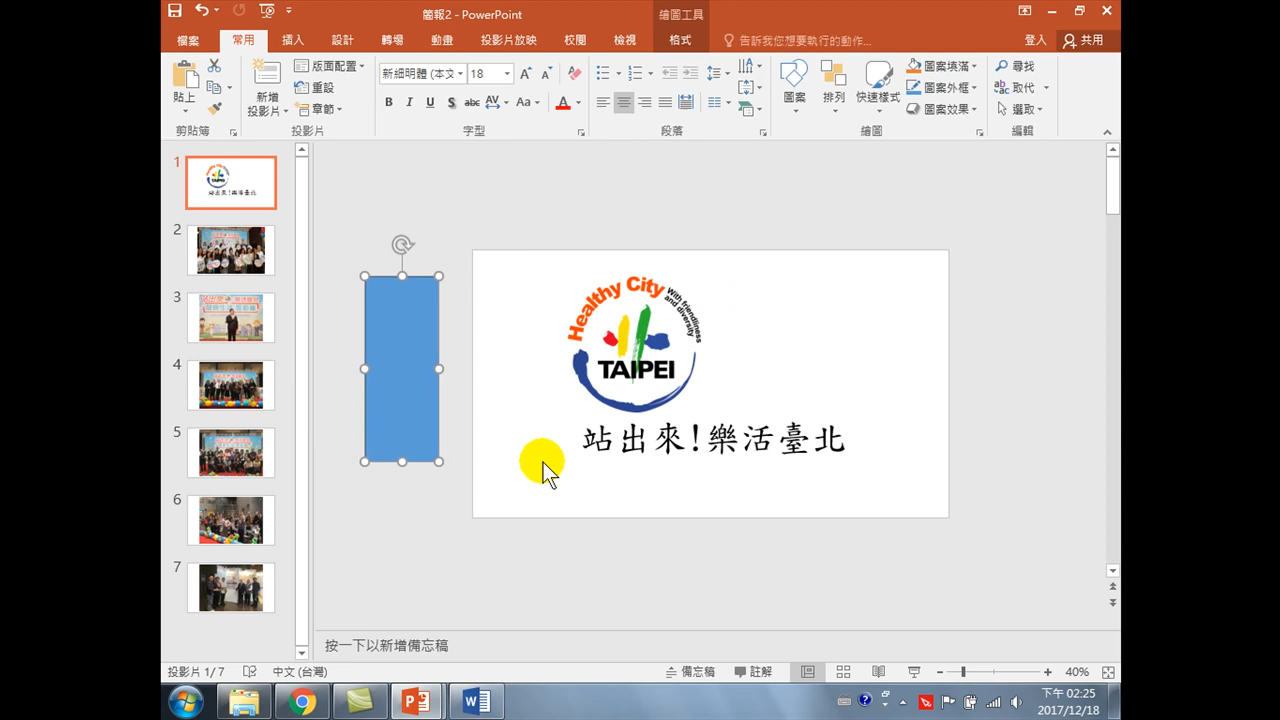 簡報2 - PowerPoint
繪圖工具
檔案 常用 插入 設計 轉場 動畫 投影片放映 校閱 檢視 格式 告訴我您想要執行的動作... 登入 共用
貼上
剪貼簿
新增
投影片
版面配置
重設
章節
投影片
新細明體 (本文 18
B I U S abc AV Aa A
字型
段落
圖案
排列
快速樣式
圖案填滿
圖案外框
圖案效果
繪圖
尋找
取代
選取
編輯
1
2
3
4
5
6
7
Healthy City
With friendliness
and diversity
TAIPEI
站出來!樂活臺北
按一下以新增備忘稿
投影片 1/7 中文 (台灣) 備忘稿 註解 40%
下午 02:25
2017/12/18